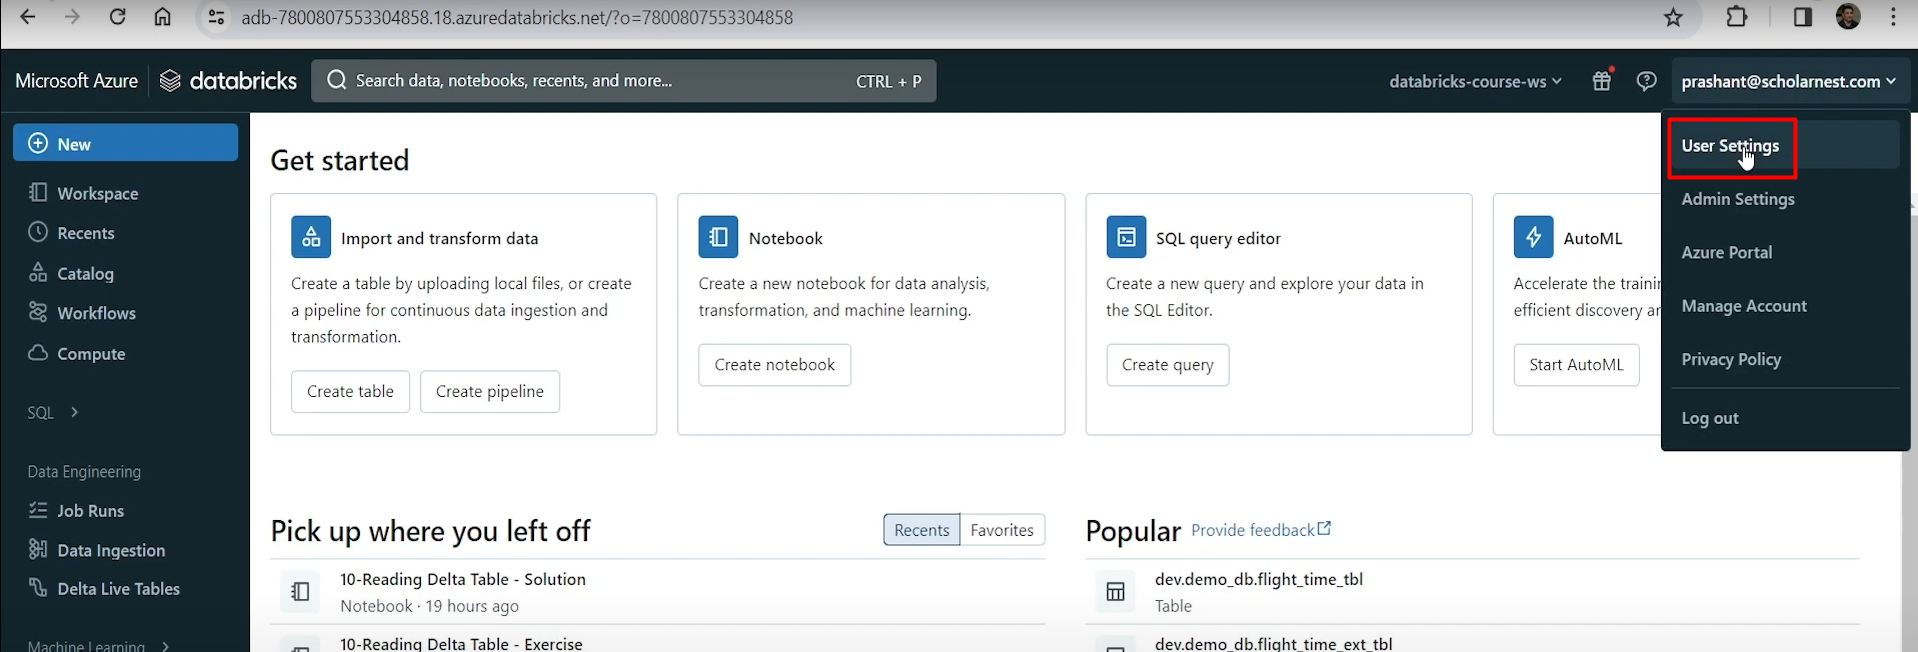 adb-7800807553304858.18.azuredatabricks.net/?o=7800807553304858
Microsoft Azure
databricks
Search data, notebooks, recents, and more...
CTRL + P
databricks-course-ws
prashant@scholarnest.com
New
Workspace
Recents
Catalog
Workflows
Compute
SQL
Data Engineering
Job Runs
Data Ingestion
Delta Live Tables
Machine Learning
Get started
Import and transform data
Create a table by uploading local files, or create
a pipeline for continuous data ingestion and
transformation.
Create table
Create pipeline
Notebook
Create a new notebook for data analysis,
transformation, and machine learning.
Create notebook
SQL query editor
Create a new query and explore your data in
the SQL Editor.
Create query
AutoML
Accelerate the
efficient discovery
Start AutoML
User Settings
Admin Settings
Azure Portal
Manage Account
Privacy Policy
Log out
Pick up where you left off
Recents
Favorites
10-Reading Delta Table - Solution
Notebook · 19 hours ago
10-Reading Delta Table - Exercise
Popular
Provide feedback
dev.demo_db.flight_time_tbl
Table
dev.demo_db.flight_time_ext_tbl